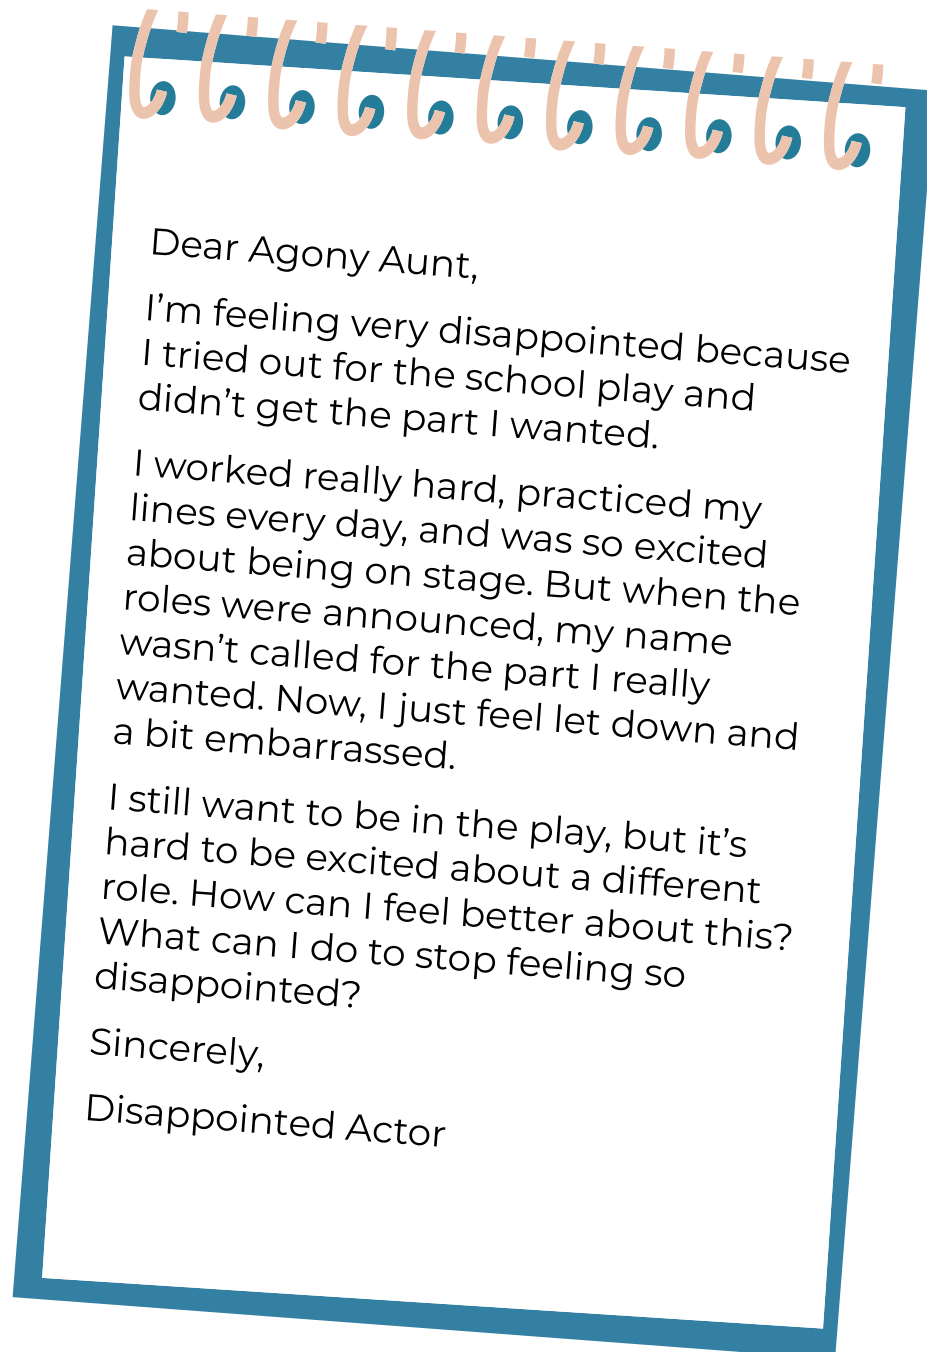 Dear Agony Aunt,
I’m feeling very disappointed because
I tried out for the school play and
didn’t get the part I wanted.
I worked really hard, practiced my
lines every day, and was so excited
about being on stage. But when the
roles were announced, my name
wasn’t called for the part I really
wanted. Now, I just feel let down and
a bit embarrassed.
I still want to be in the play, but it’s
hard to be excited about a different
role. How can I feel better about this?
What can I do to stop feeling so
disappointed?
Sincerely,
Disappointed Actor